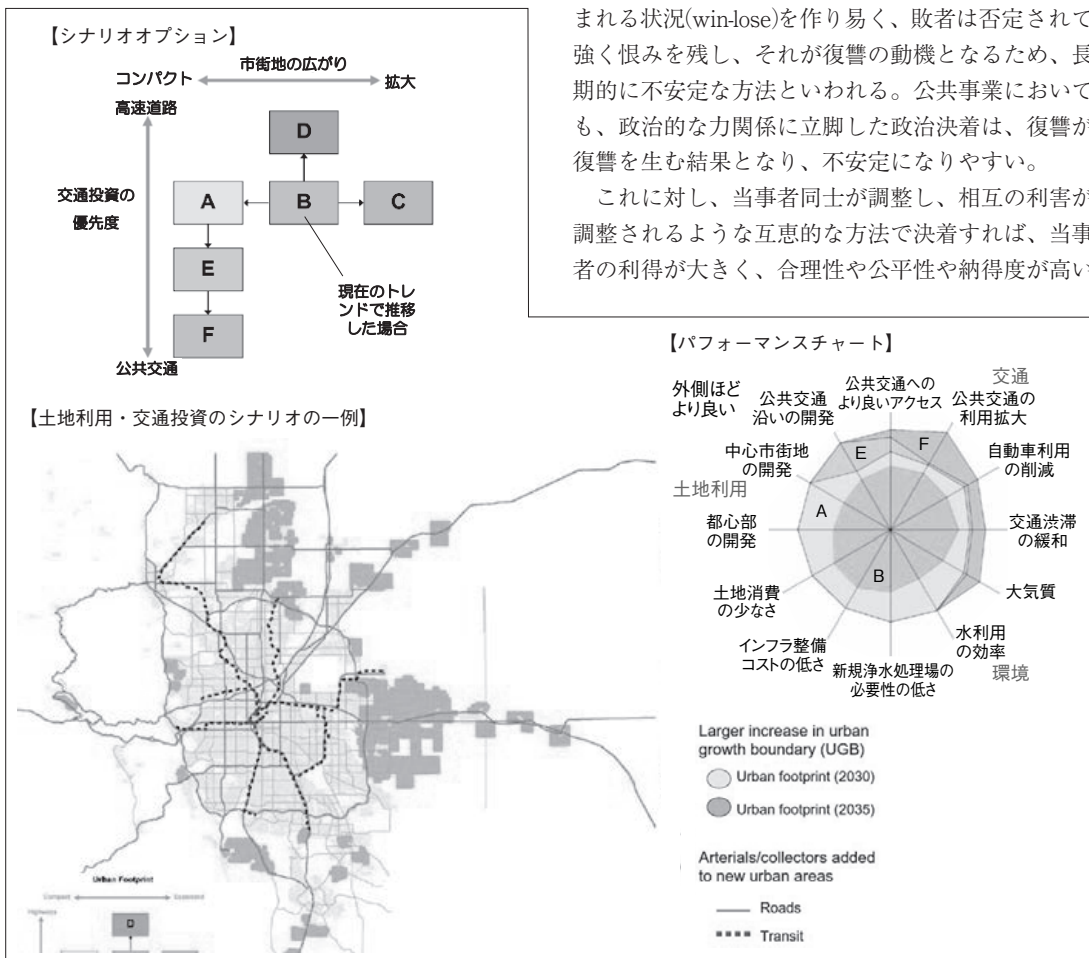 まれる状況(win-lose)を作り易く、敗者は否定されて
強く恨みを残し、それが復讐の動機となるため、長
期的に不安定な方法といわれる。公共事業において
も、政治的な力関係に立脚した政治決着は、復讐が
復讐を生む結果となり、不安定になりやすい。
これに対し、当事者同士が調整し、相互の利害が
調整されるような互恵的な方法で決着すれば、当事
者の利得が大きく、合理性や公平性や納得度が高い
【シナリオオプション】
市街地の広がり
コンパクト
拡大
高速道路
交通投資の
優先度
公共交通
D
A
B
C
E
F
現在のトレ
ンドで推移
した場合
【土地利用・交通投資のシナリオの一例】
Urban Footprint
Compact
Expanded
Highways
D
【パフォーマンスチャート】
外側ほど
より良い
交通
土地利用
環境
公共交通への
より良いアクセス
公共交通の
利用拡大
自動車利用
の削減
交通渋滞
の緩和
大気質
水利用
の効率
新規浄水処理場の
必要性の低さ
インフラ整備
コストの低さ
土地消費
の少なさ
都心部
の開発
中心市街地
の開発
公共交通
沿いの開発
E
F
A
B
Larger increase in urban
growth boundary (UGB)
Urban footprint (2030)
Urban footprint (2035)
Arterials/collectors added
to new urban areas
Roads
Transit